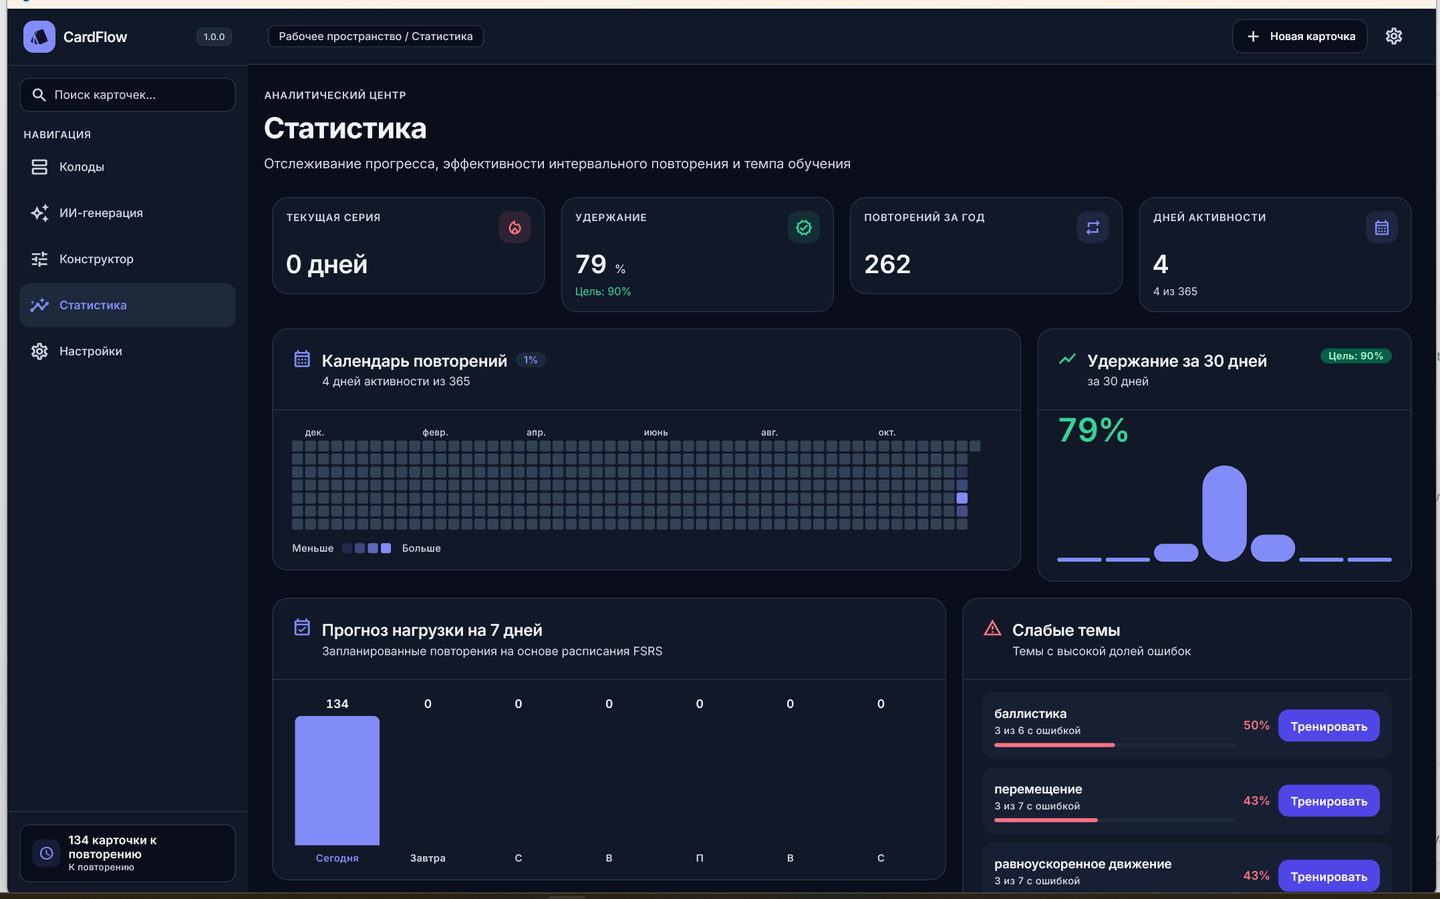 CardFlow
1.0.0
Рабочее пространство / Статистика
Новая карточка
Поиск карточек...
НАВИГАЦИЯ
Колоды
ИИ-генерация
Конструктор
Статистика
Настройки
134 карточки к
повторению
К повторению
АНАЛИТИЧЕСКИЙ ЦЕНТР
Статистика
Отслеживание прогресса, эффективности интервального повторения и темпа обучения
ТЕКУЩАЯ СЕРИЯ
0 дней
УДЕРЖАНИЕ
79 %
Цель: 90%
ПОВТОРЕНИЙ ЗА ГОД
262
ДНЕЙ АКТИВНОСТИ
4
4 из 365
Календарь повторений 1%
4 дней активности из 365
дек. февр. апр. июнь авг. окт.
Меньше Больше
Удержание за 30 дней
Цель: 90%
за 30 дней
79%
Прогноз нагрузки на 7 дней
Запланированные повторения на основе расписания FSRS
134 0 0 0 0 0 0
Сегодня Завтра С В П В С
Слабые темы
Темы с высокой долей ошибок
баллистика
3 из 6 с ошибкой
50%
Тренировать
перемещение
3 из 7 с ошибкой
43%
Тренировать
равноускоренное движение
3 из 7 с ошибкой
43%
Тренировать